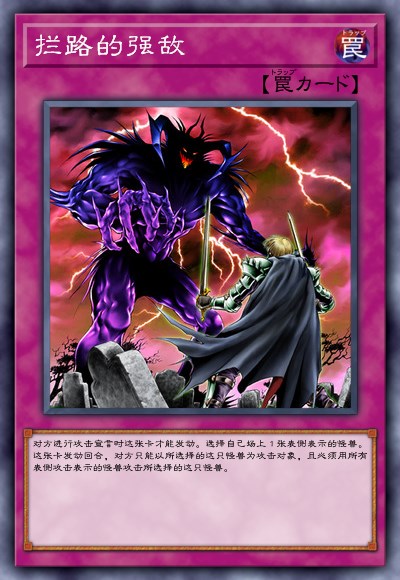 拦路的强敌
トラップ
罠
トラップ
【罠カード】
对方进行攻击宣言时这张卡才能发动。选择自己场上1张表侧表示的怪兽。
这张卡发动回合，对方只能以所选择的这只怪兽为攻击对象，且必须用所有
表侧攻击表示的怪兽攻击所选择的这只怪兽。